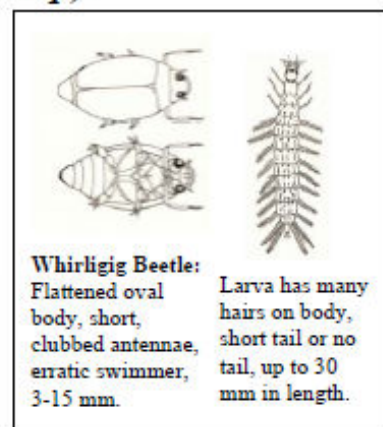 Whirligig Beetle:
Flattened oval
body, short,
clubbed antennae,
erratic swimmer,
3-15 mm.
Larva has many
hairs on body,
short tail or no
tail, up to 30
mm in length.